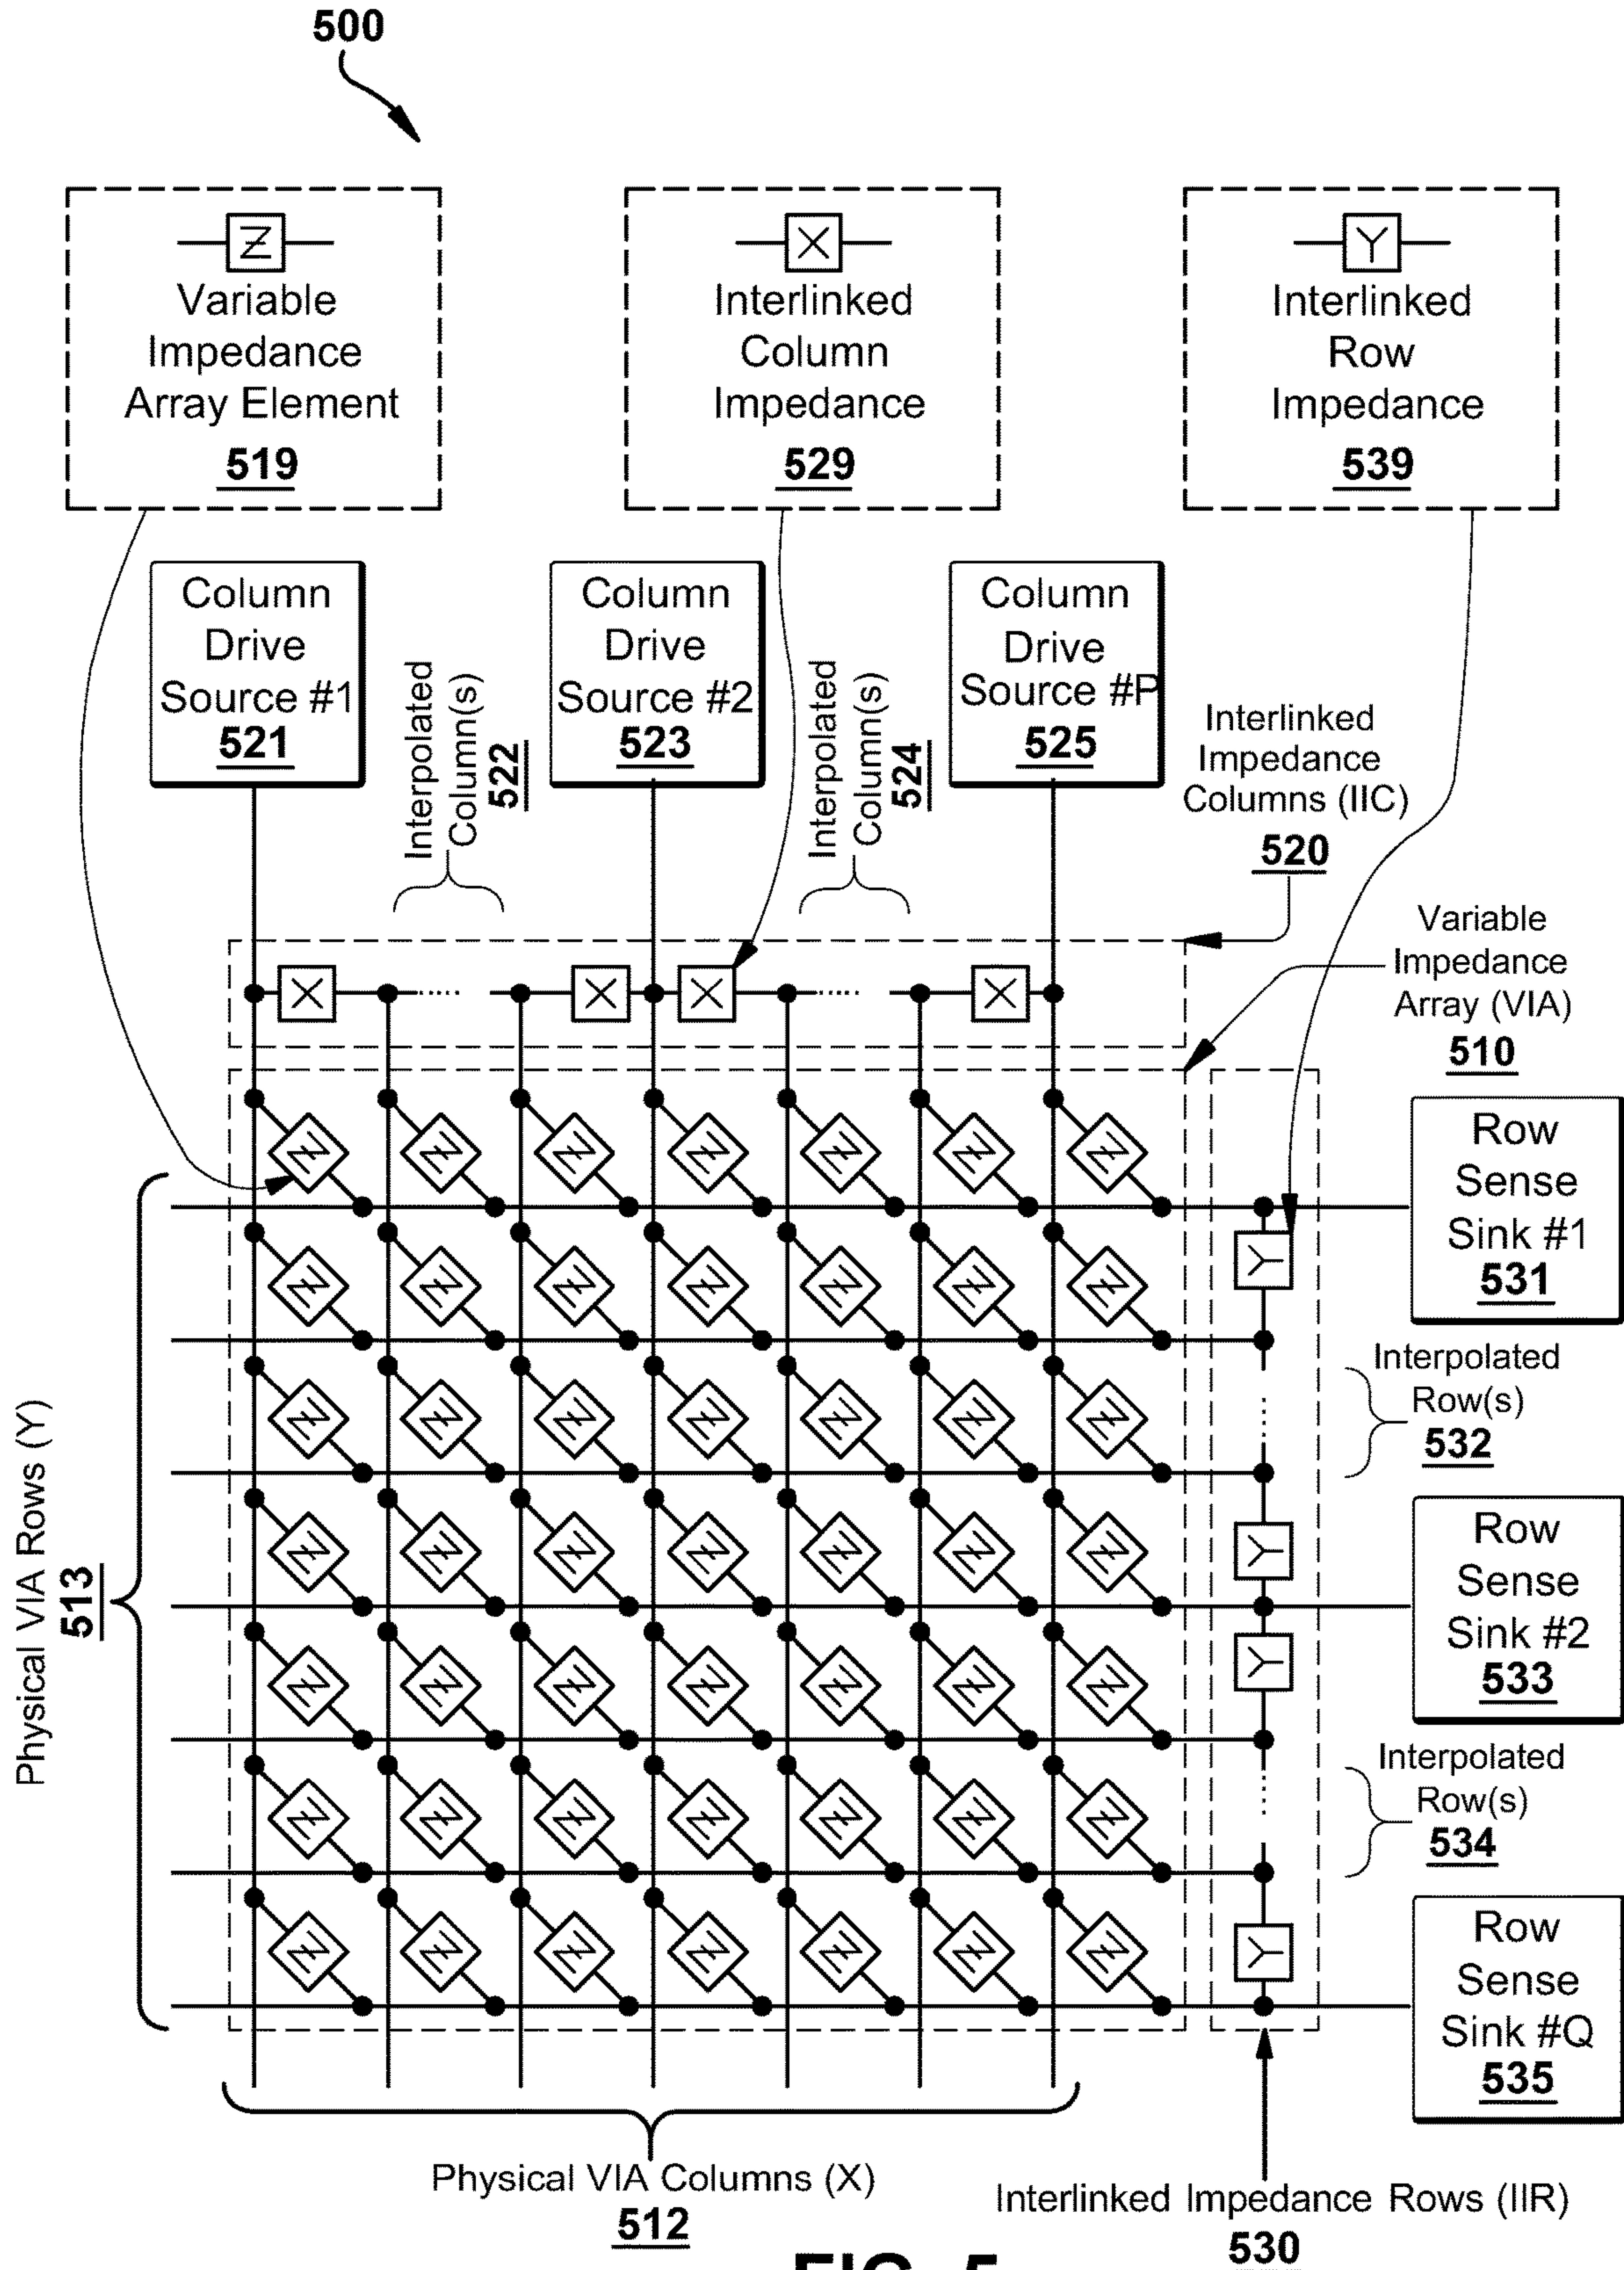 500
Z
Variable
Impedance
Array Element
519
X
Interlinked
Column
Impedance
529
Y
Interlinked
Row
Impedance
539
Column
Drive
Source #1
521
Interpolated
Column(s)
522
Column
Drive
Source #2
523
Interpolated
Column(s)
524
Column
Drive
Source #P
525
Interlinked
Impedance
Columns (IIC)
520
Variable
Impedance
Array (VIA)
510
X
X
X
X
Z Z Z Z Z Z Z
Row
Sense
Sink #1
531
Z Z Z Z Z Z Z
Y
Z Z Z Z Z Z Z
Interpolated
Row(s)
532
Physical VIA Rows (Y)
513
Z Z Z Z Z Z Z
Y
Row
Sense
Sink #2
533
Z Z Z Z Z Z Z
Y
Z Z Z Z Z Z Z
Interpolated
Row(s)
534
Z Z Z Z Z Z Z
Y
Row
Sense
Sink #Q
535
Physical VIA Columns (X)
512
Interlinked Impedance Rows (IIR)
530
FIG. 5